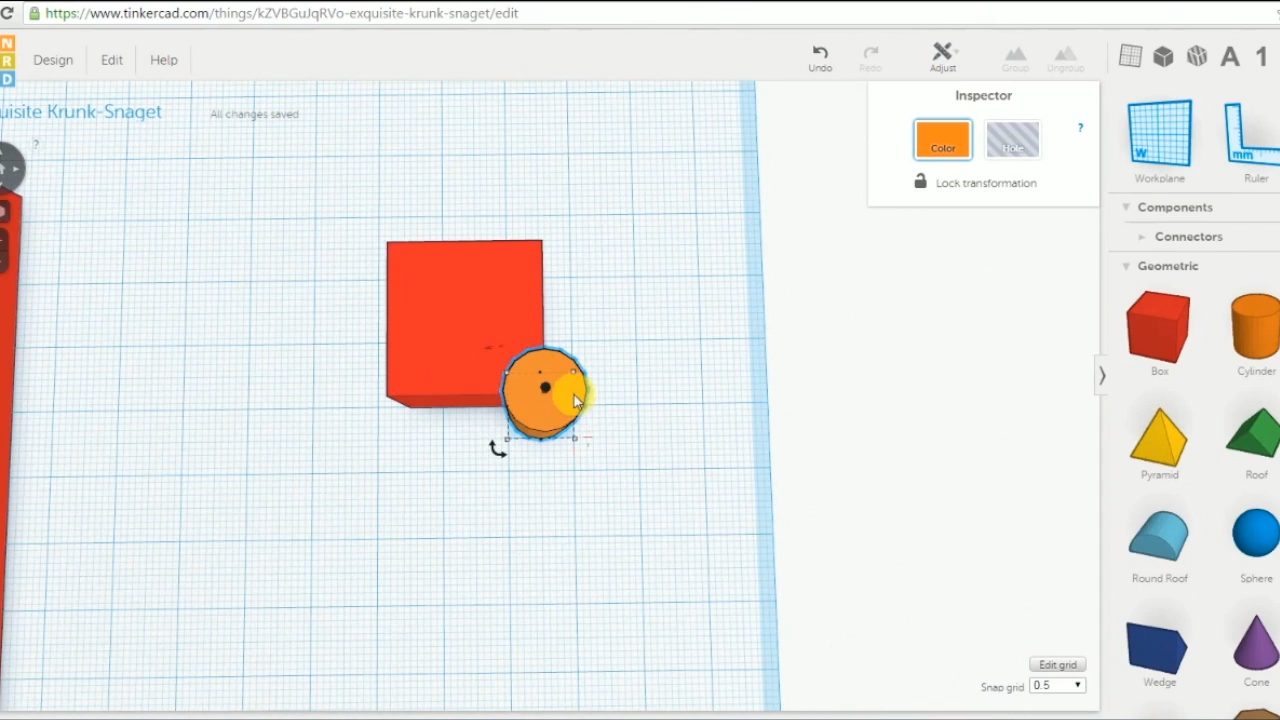 https://www.tinkercad.com/things/kZVBGuJqRVo-exquisite-krunk-snaget/edit
N
R
D
Design Edit Help
Undo Redo Adjust Group Ungroup
A 1
uisite Krunk-Snaget All changes saved
?
Inspector
Color Hole ?
Lock transformation
W mm
Workplane Ruler
Components
Connectors
Geometric
Box Cylinder
Pyramid Roof
Round Roof Sphere
Wedge Cone
Edit grid
Snap grid 0.5